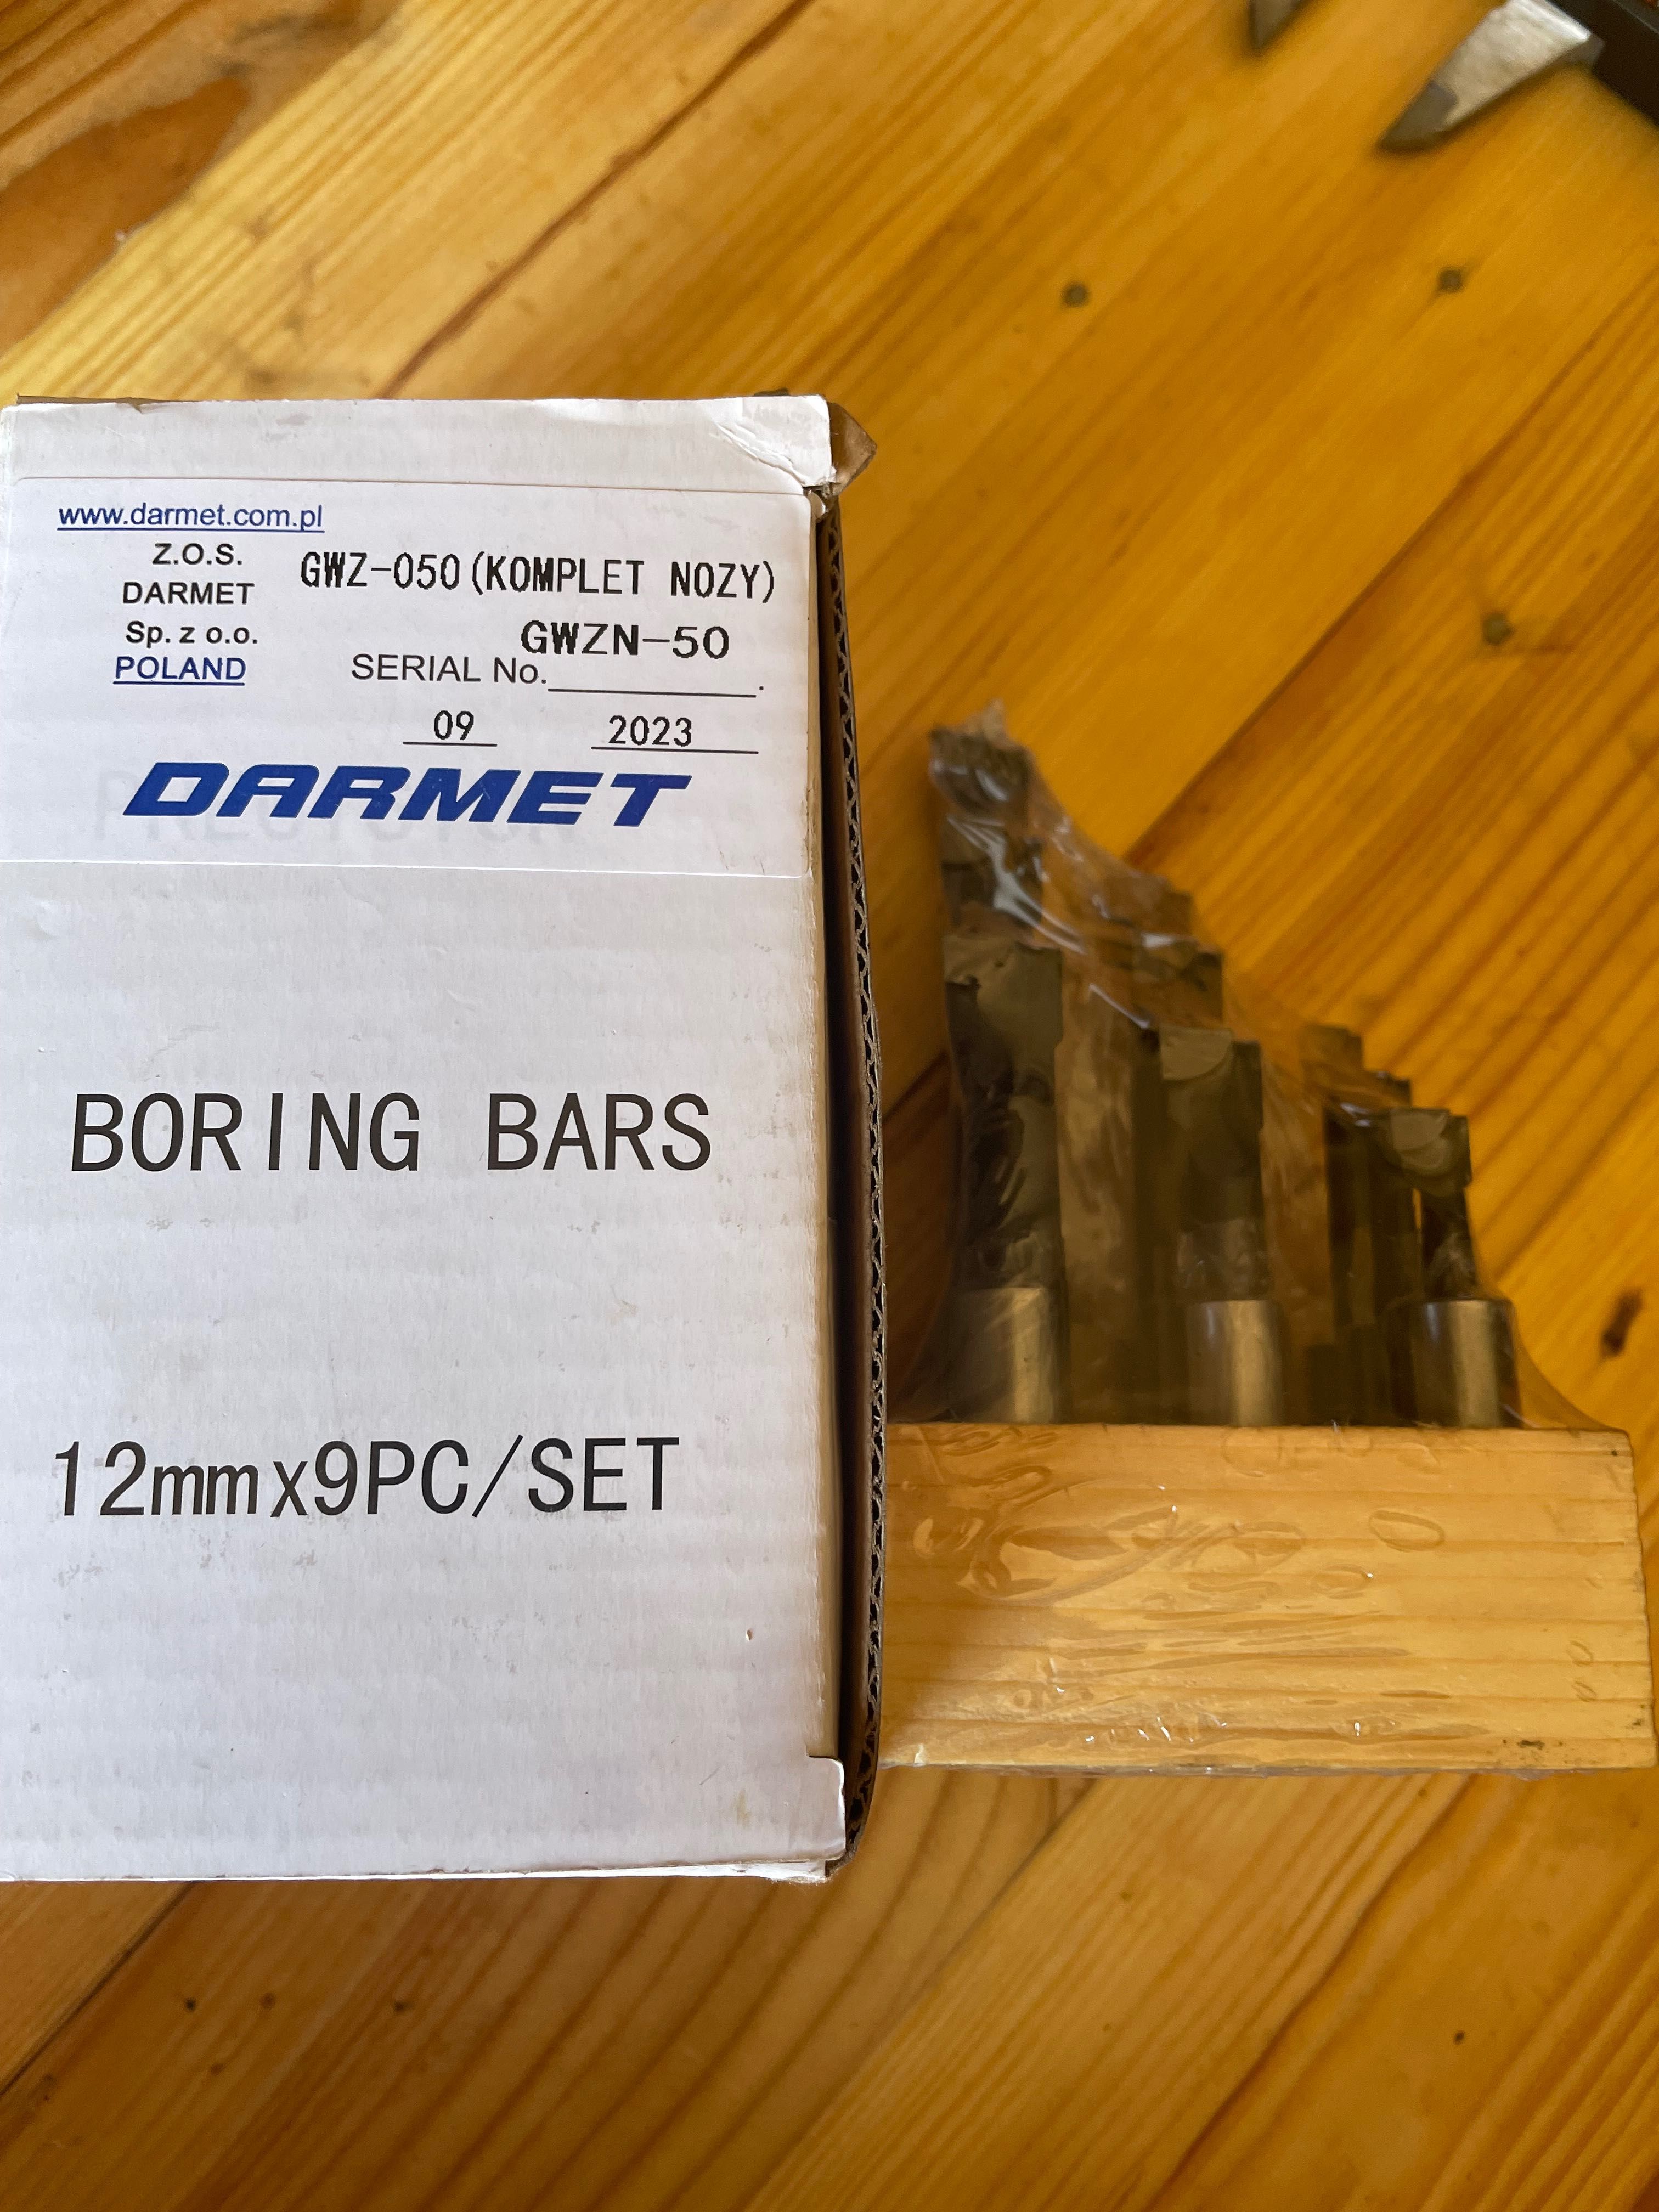 www.darmet.com.pl
Z.O.S.
DARMET
Sp. z o.o.
POLAND
GWZ-050(KOMPLET NOZY)
GWZN-50
SERIAL No.
09 2023
DARMET
BORING BARS
12mmx9PC/SET